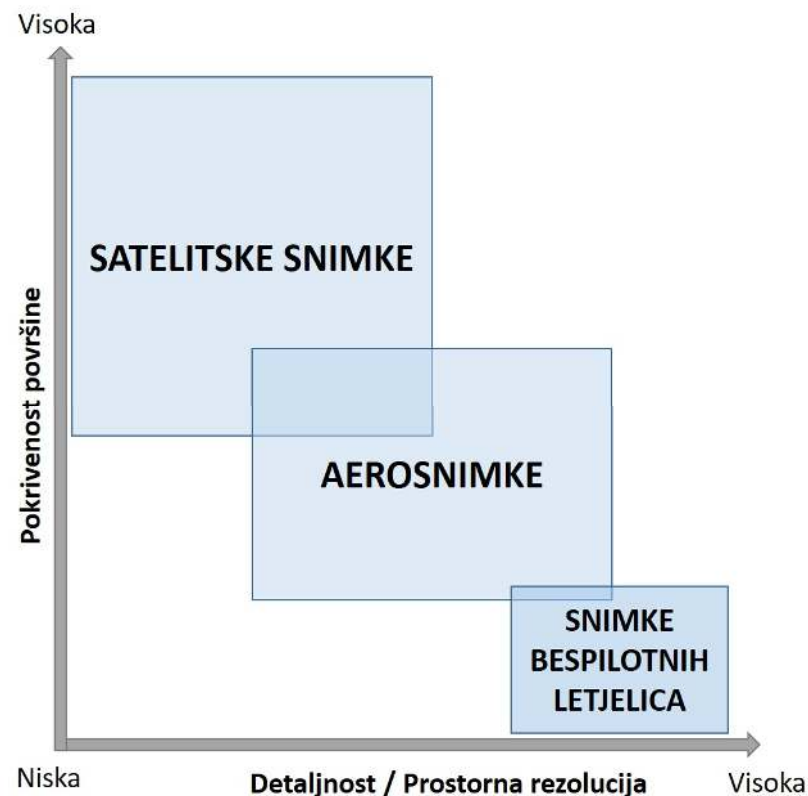 Visoka
SATELITSKE SNIMKE
Pokrivenost površine
AEROSNIMKE
SNIMKE
BESPILOTNIH
LETJELICA
Niska
Detaljnost / Prostorna rezolucija
Visoka